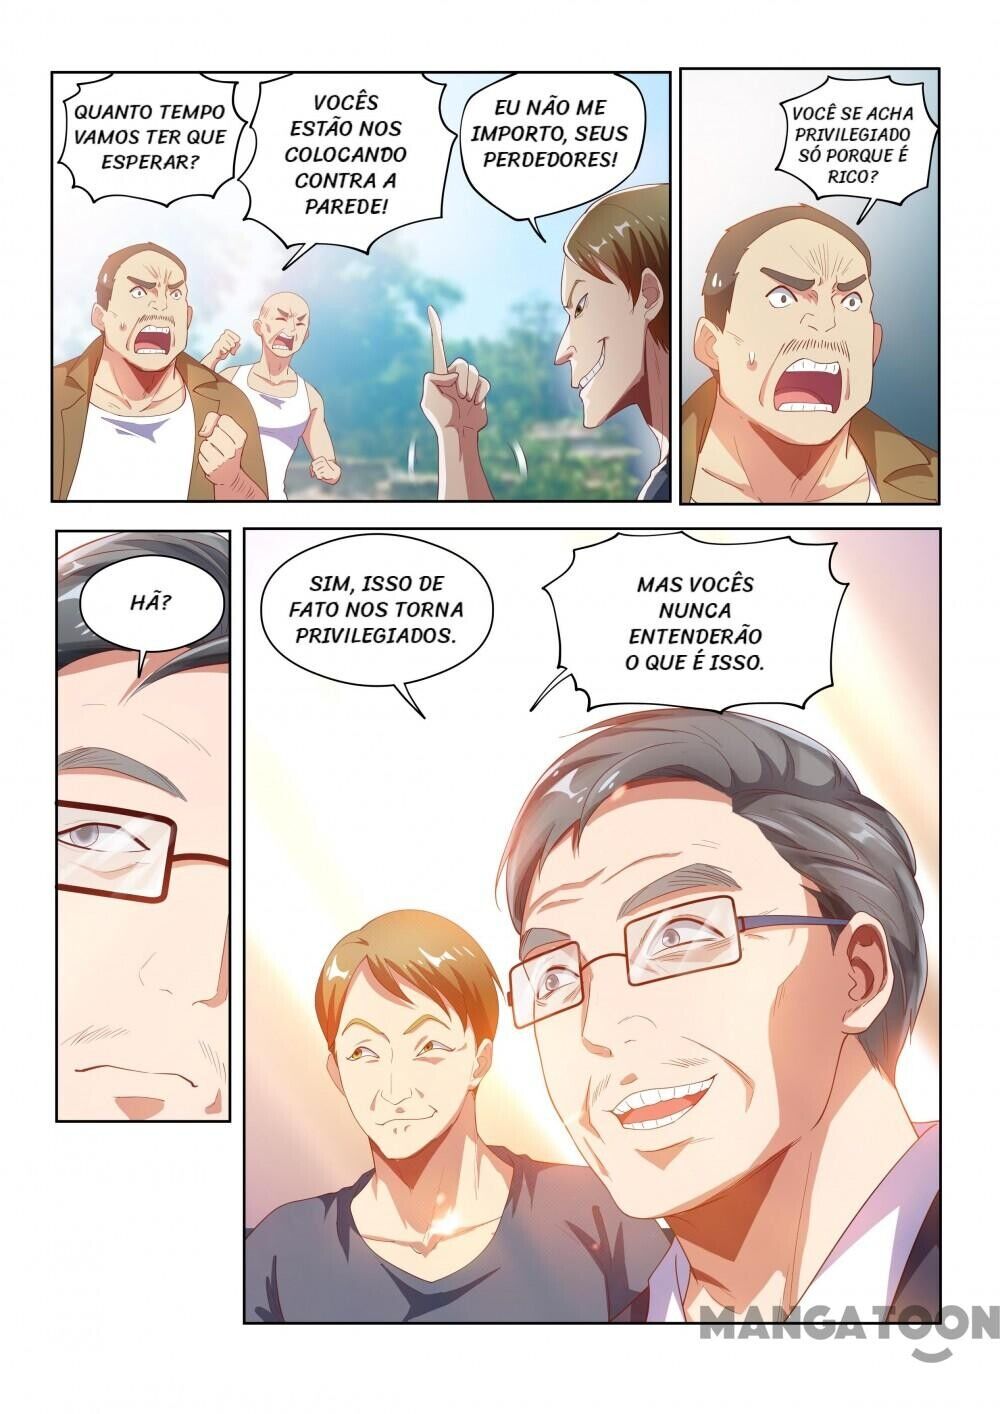 QUANTO TEMPO
VAMOS TER QUE
ESPERAR?
VOCÊS
ESTÃO NOS
COLOCANDO
CONTRA A
PAREDE!
EU NÃO ME
IMPORTO, SEUS
PERDEDORES!
VOCÊ SE ACHA
PRIVILEGIADO
SÓ PORQUE É
RICO?
HÃ?
SIM, ISSO DE
FATO NOS TORNA
PRIVILEGIADOS.
MAS VOCÊS
NUNCA
ENTENDERÃO
O QUE É ISSO.
MANGATOON